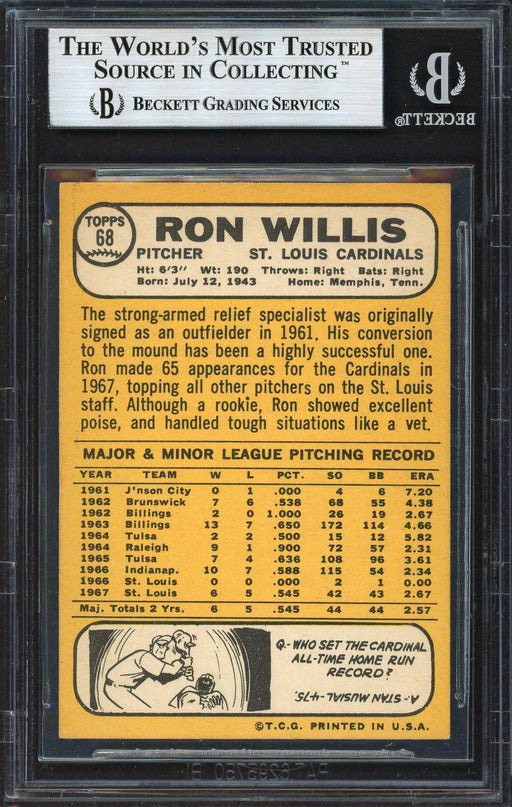 THE WORLD'S MOST TRUSTED
SOURCE IN COLLECTING™
BECKETT GRADING SERVICES
BECKETT®
TOPPS
68
RON WILLIS
PITCHER ST. LOUIS CARDINALS
Ht: 6'3" Wt: 190 Throws: Right Bats: Right
Born: July 12, 1943 Home: Memphis, Tenn.
The strong-armed relief specialist was originally
signed as an outfielder in 1961. His conversion
to the mound has been a highly successful one.
Ron made 65 appearances for the Cardinals in
1967, topping all other pitchers on the St. Louis
staff. Although a rookie, Ron showed excellent
poise, and handled tough situations like a vet.
MAJOR & MINOR LEAGUE PITCHING RECORD
YEAR TEAM W L PCT. SO BB ERA
1961 J'nson City 0 1 .000 4 6 7.20
1962 Brunswick 7 6 .538 68 55 4.38
1962 Billings 2 0 1.000 26 19 2.67
1963 Billings 13 7 .650 172 114 4.66
1964 Tulsa 2 2 .500 15 12 5.82
1964 Raleigh 9 1 .900 72 57 2.31
1965 Tulsa 7 4 .636 108 96 3.61
1966 Indianap. 10 7 .588 115 54 2.34
1966 St. Louis 0 0 .000 2 1 0.00
1967 St. Louis 6 5 .545 42 43 2.67
Maj. Totals 2 Yrs. 6 5 .545 44 44 2.57
Q.-WHO SET THE CARDINAL
ALL-TIME HOME RUN
RECORD?
A.-STAN MUSIAL-475.
©T.C.G. PRINTED IN U.S.A.